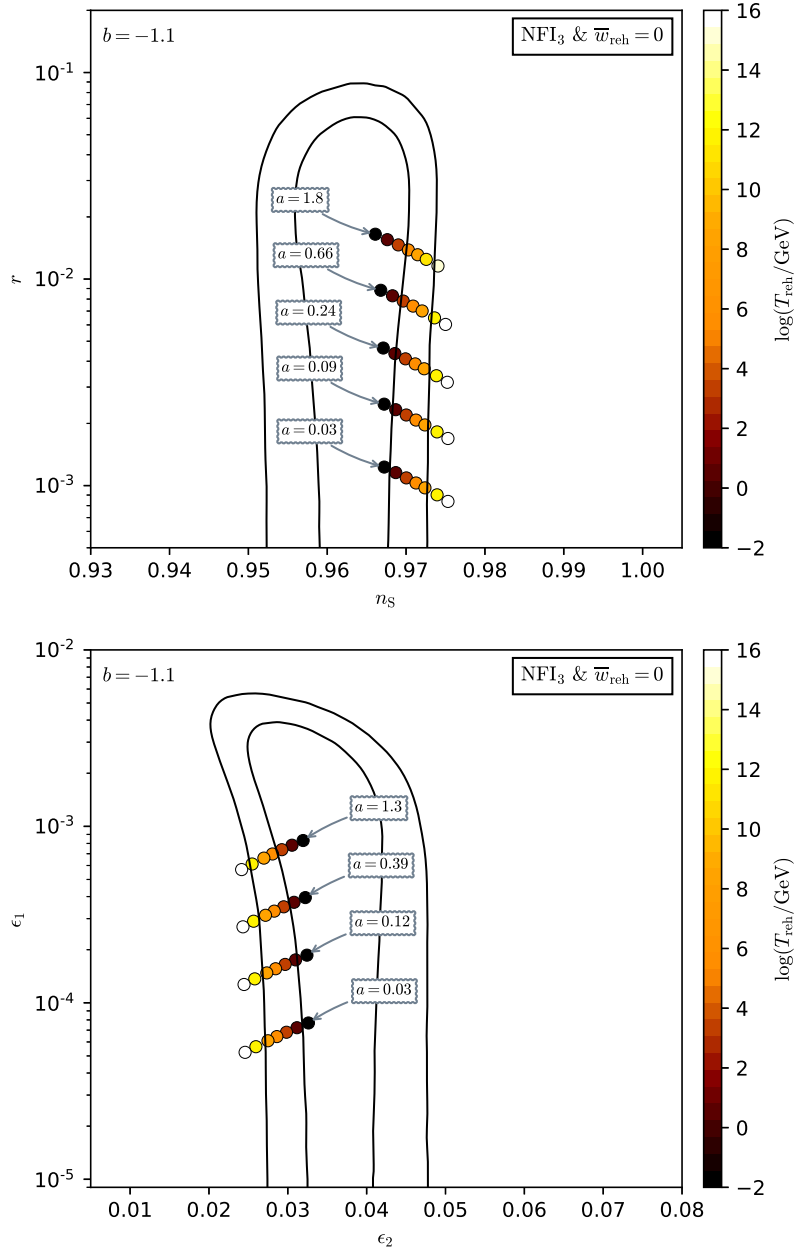 b = −1.1
NFI₃ & w̅_reh = 0
10⁻¹
10⁻²
10⁻³
r
a = 1.8
a = 0.66
a = 0.24
a = 0.09
a = 0.03
0.93 0.94 0.95 0.96 0.97 0.98 0.99 1.00
n_S
16
14
12
10
8
6
4
2
0
−2
log(T_reh/GeV)
b = −1.1
NFI₃ & w̅_reh = 0
10⁻²
10⁻³
10⁻⁴
10⁻⁵
ϵ₁
a = 1.3
a = 0.39
a = 0.12
a = 0.03
0.01 0.02 0.03 0.04 0.05 0.06 0.07 0.08
ϵ₂
16
14
12
10
8
6
4
2
0
−2
log(T_reh/GeV)